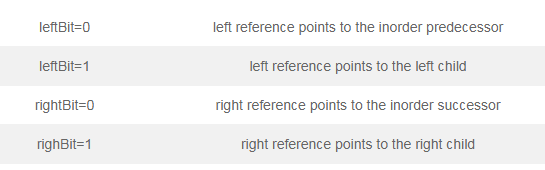 leftBit=0 left reference points to the inorder predecessor
leftBit=1 left reference points to the left child
rightBit=0 right reference points to the inorder successor
righBit=1 right reference points to the right child